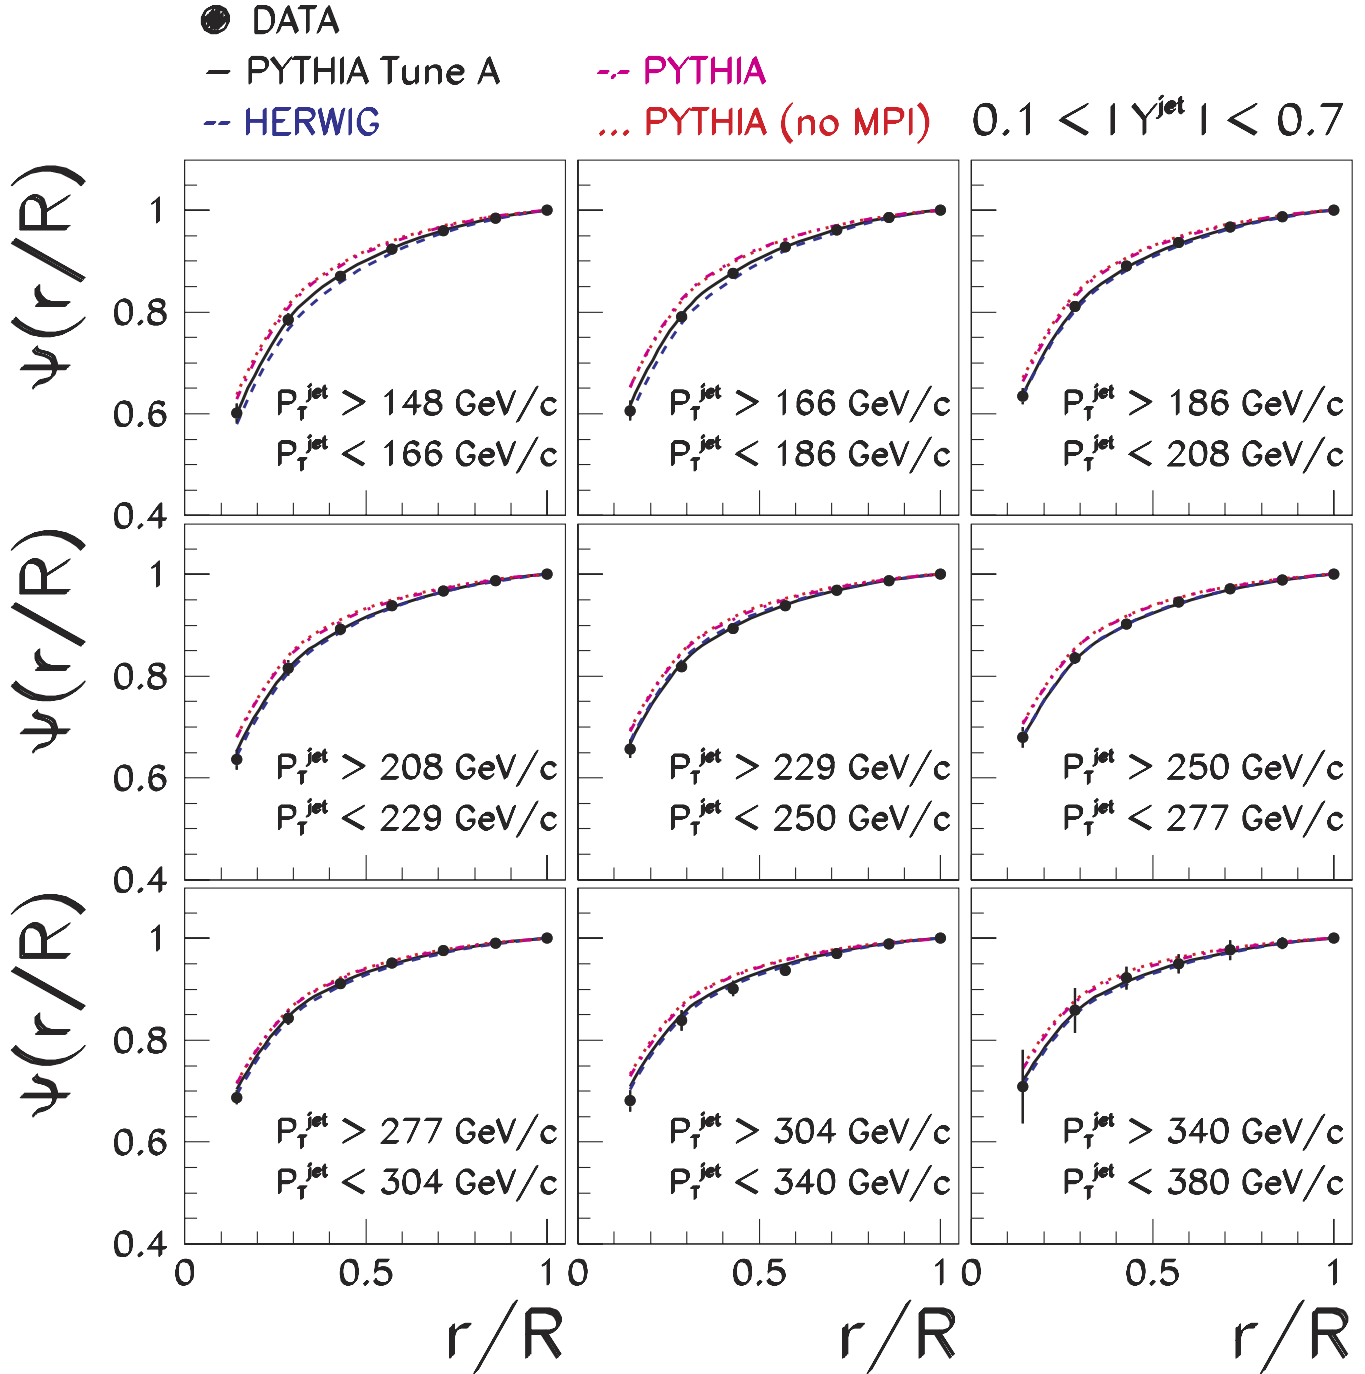 DATA
— PYTHIA Tune A
-·- PYTHIA
-- HERWIG
... PYTHIA (no MPI)
0.1 < | Y^jet | < 0.7
ψ(r/R)
1
0.8
0.6
0.4
P_T^jet > 148 GeV/c
P_T^jet < 166 GeV/c
P_T^jet > 166 GeV/c
P_T^jet < 186 GeV/c
P_T^jet > 186 GeV/c
P_T^jet < 208 GeV/c
ψ(r/R)
1
0.8
0.6
0.4
P_T^jet > 208 GeV/c
P_T^jet < 229 GeV/c
P_T^jet > 229 GeV/c
P_T^jet < 250 GeV/c
P_T^jet > 250 GeV/c
P_T^jet < 277 GeV/c
ψ(r/R)
1
0.8
0.6
0.4
P_T^jet > 277 GeV/c
P_T^jet < 304 GeV/c
P_T^jet > 304 GeV/c
P_T^jet < 340 GeV/c
P_T^jet > 340 GeV/c
P_T^jet < 380 GeV/c
0 0.5 1 0 0.5 1 0 0.5 1
r/R r/R r/R